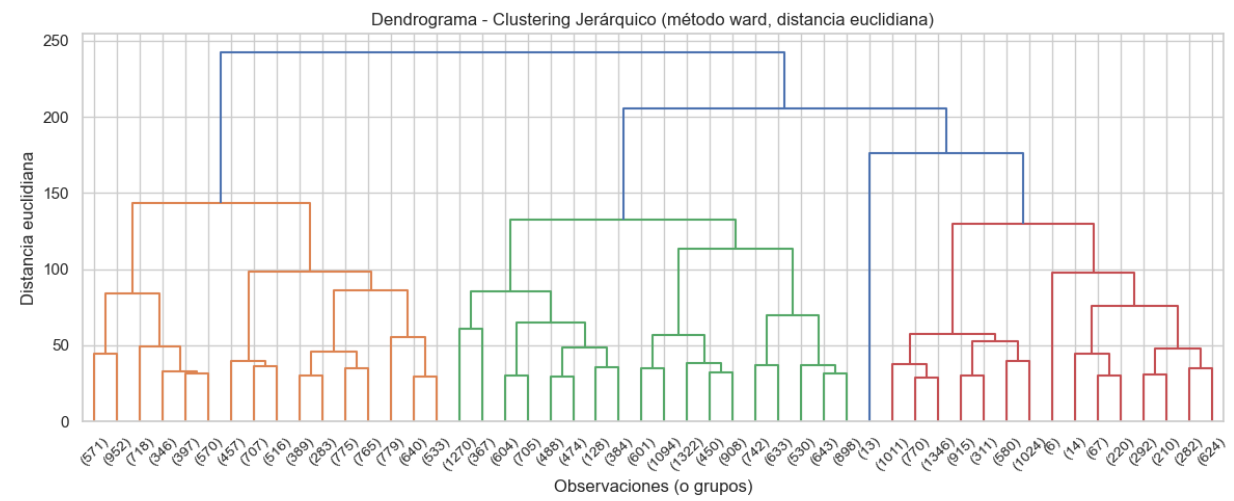 Dendrograma - Clustering Jerárquico (método ward, distancia euclidiana)
Distancia euclidiana
250
200
150
100
50
0
(571) (952) (718) (346) (397) (570) (457) (707) (516) (389) (283) (775) (765) (779) (640) (533) (1270) (367) (604) (705) (488) (474) (128) (384) (601) (1094) (1322) (450) (908) (742) (633) (530) (643) (898) (13) (1011) (770) (1346) (915) (311) (580) (1024) (6) (14) (67) (220) (292) (210) (282) (624)
Observaciones (o grupos)